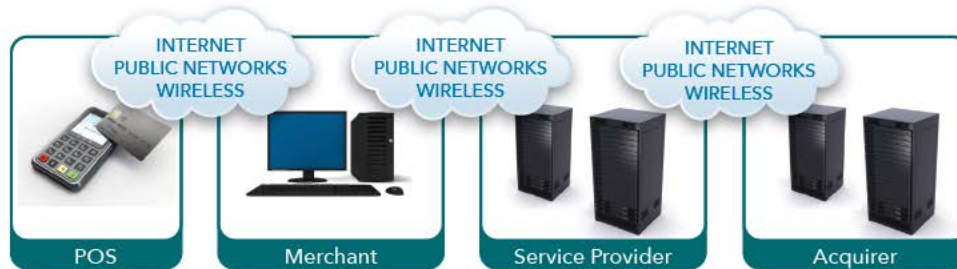 INTERNET
PUBLIC NETWORKS
WIRELESS
INTERNET
PUBLIC NETWORKS
WIRELESS
INTERNET
PUBLIC NETWORKS
WIRELESS
POS
Merchant
Service Provider
Acquirer